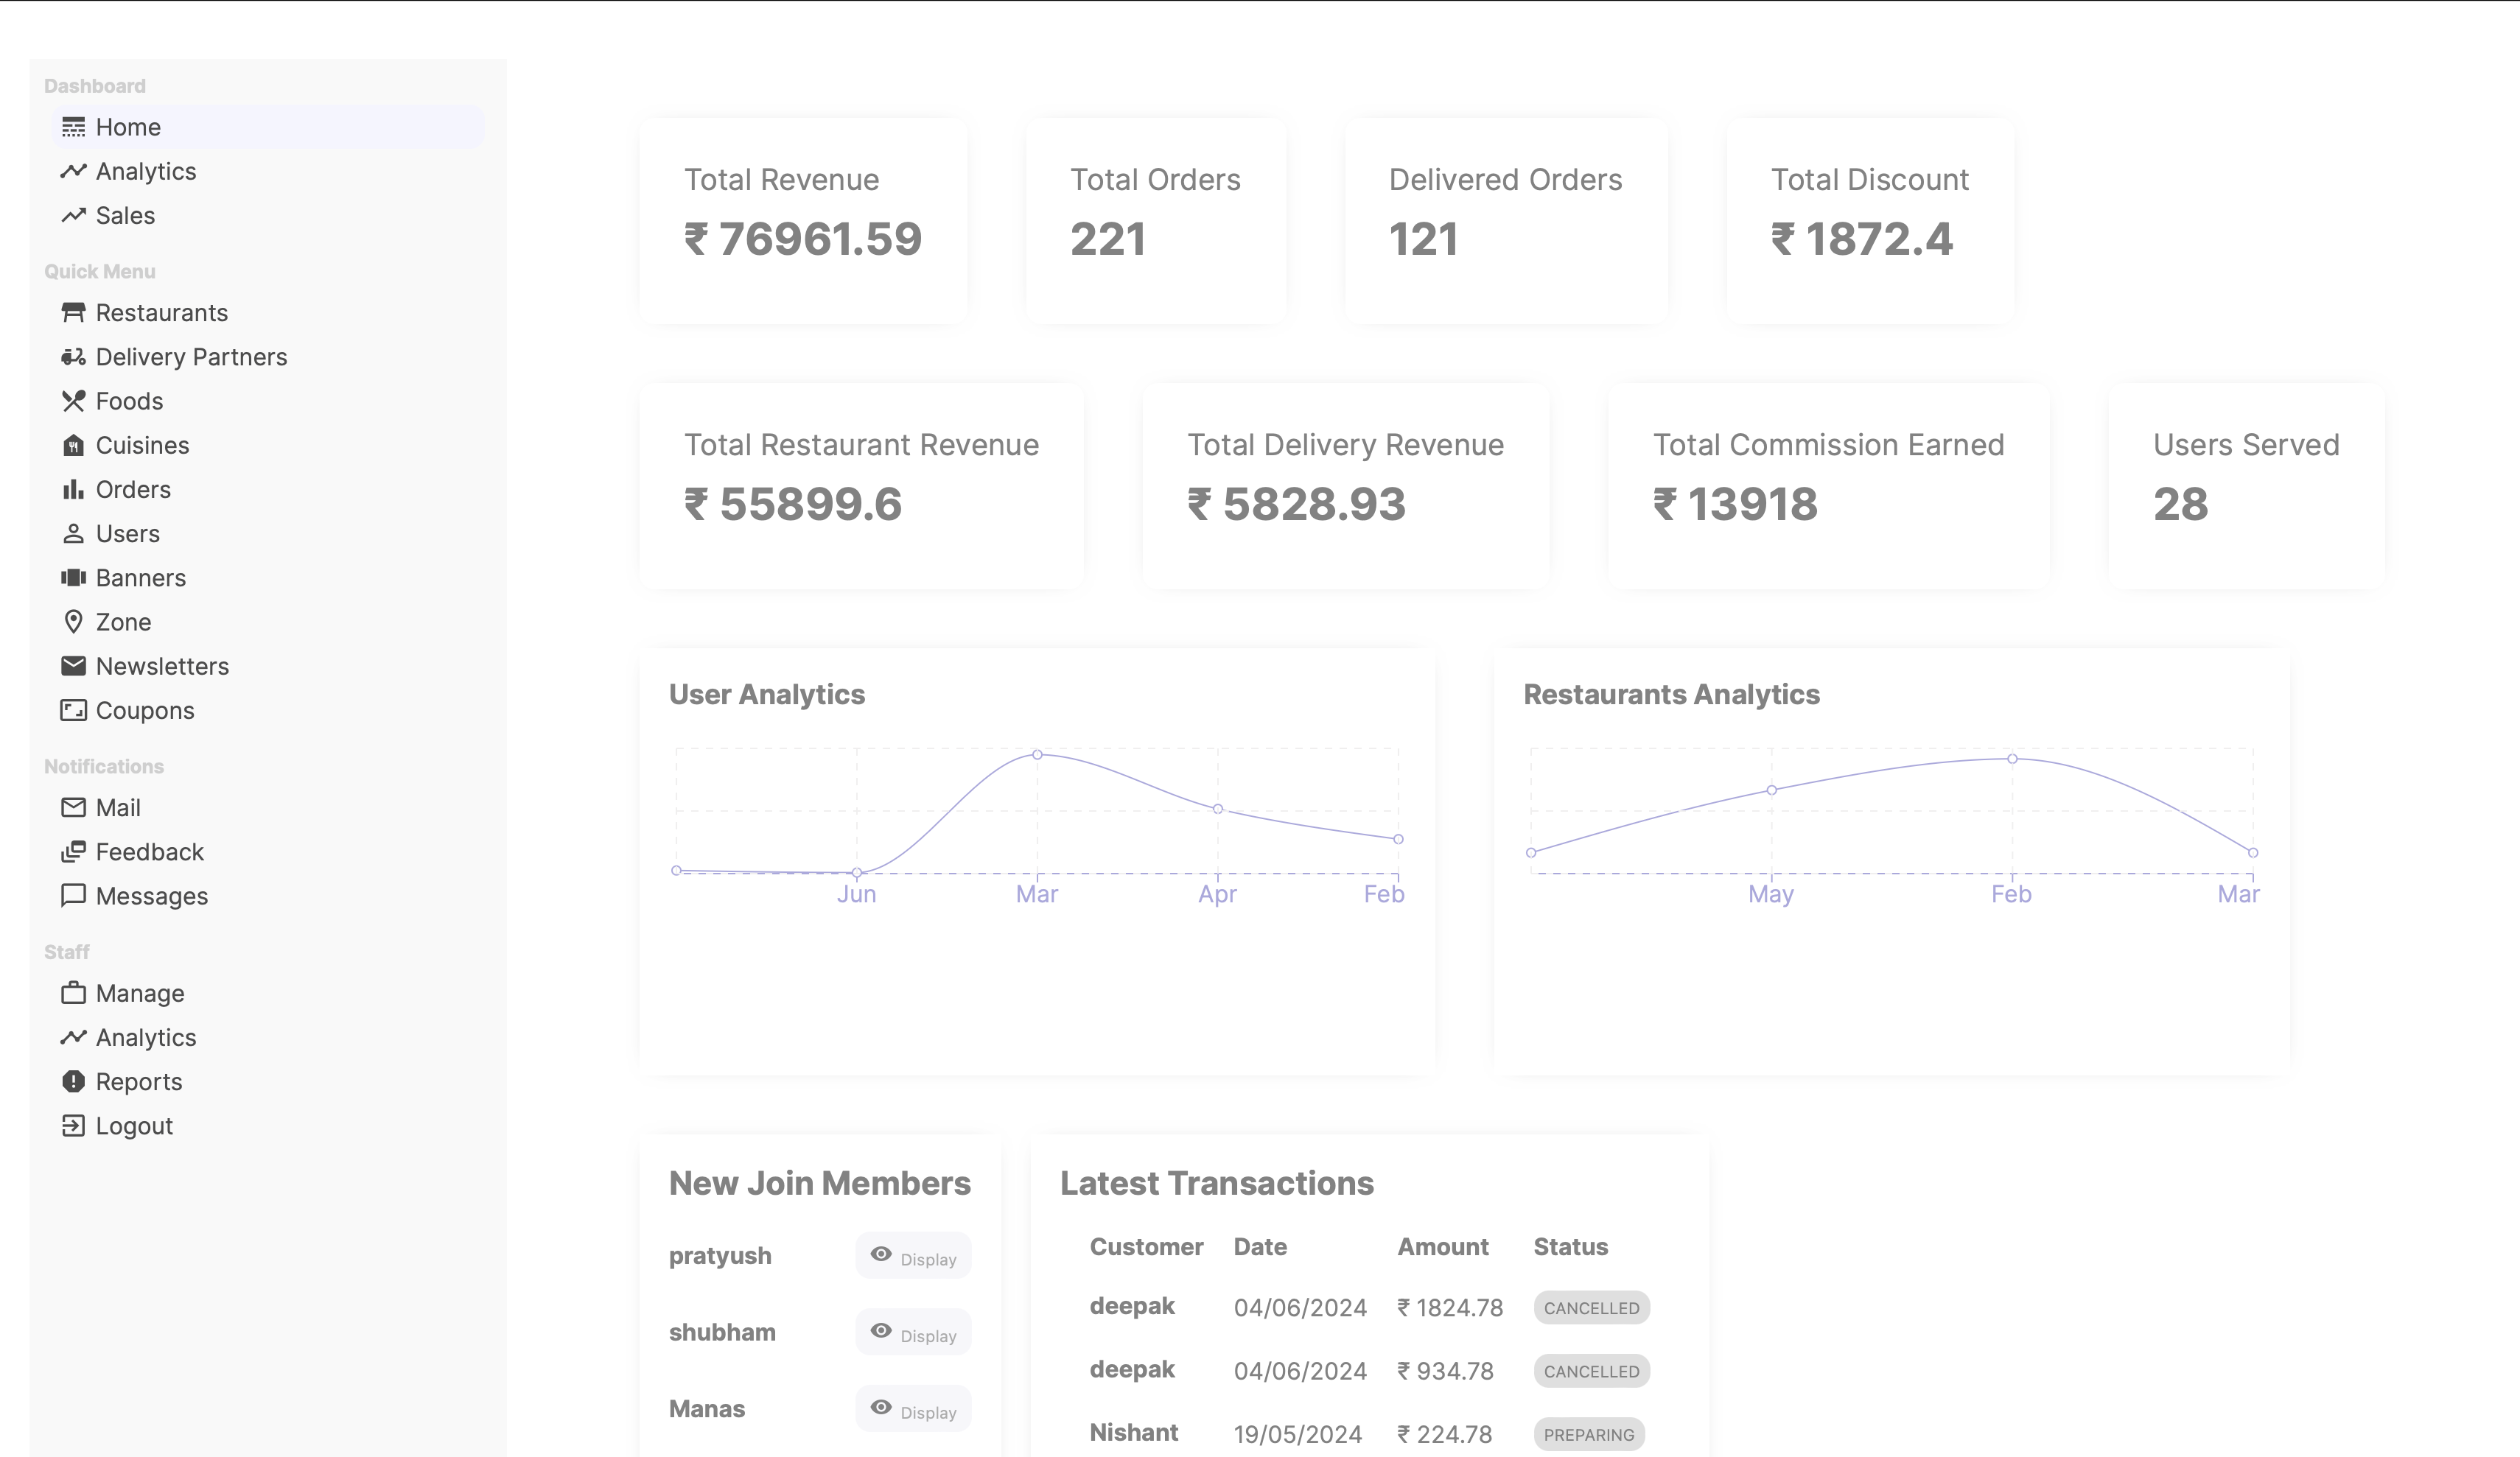 Dashboard
Home
Analytics
Sales
Quick Menu
Restaurants
Delivery Partners
Foods
Cuisines
Orders
Users
Banners
Zone
Newsletters
Coupons
Notifications
Mail
Feedback
Messages
Staff
Manage
Analytics
Reports
Logout
Total Revenue
₹ 76961.59
Total Orders
221
Delivered Orders
121
Total Discount
₹ 1872.4
Total Restaurant Revenue
₹ 55899.6
Total Delivery Revenue
₹ 5828.93
Total Commission Earned
₹ 13918
Users Served
28
User Analytics
Jun Mar Apr Feb
Restaurants Analytics
May Feb Mar
New Join Members
pratyush Display
shubham Display
Manas Display
Latest Transactions
Customer Date Amount Status
deepak 04/06/2024 ₹ 1824.78 CANCELLED
deepak 04/06/2024 ₹ 934.78 CANCELLED
Nishant 19/05/2024 ₹ 224.78 PREPARING